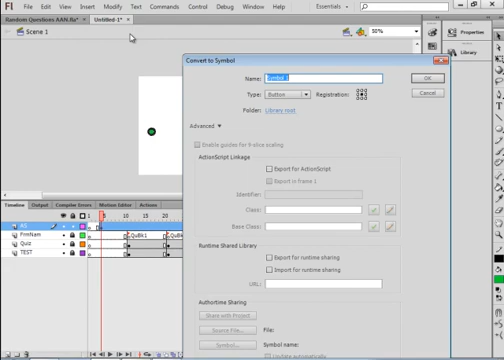 Fl File Edit View Insert Modify Text Commands Control Debug Window Help Essentials
Random Questions AAN.fla* × Untitled-1* ×
Scene 1 50%
Properties
Library
Convert to Symbol
Name: Symbol 1 OK
Type: Button Registration: Cancel
Folder: Library root
Advanced
Enable guides for 9-slice scaling
ActionScript Linkage
Export for ActionScript
Export in frame 1
Identifier:
Class:
Base Class:
Runtime Shared Library
Export for runtime sharing
Import for runtime sharing
URL:
Authortime Sharing
Share with Project
Source File... File:
Symbol... Symbol name:
Update automatically
Timeline Output Compiler Errors Motion Editor Actions
1 5 10 15 20
AS
FrmNam QuBk1 QuBk
Quiz
TEST